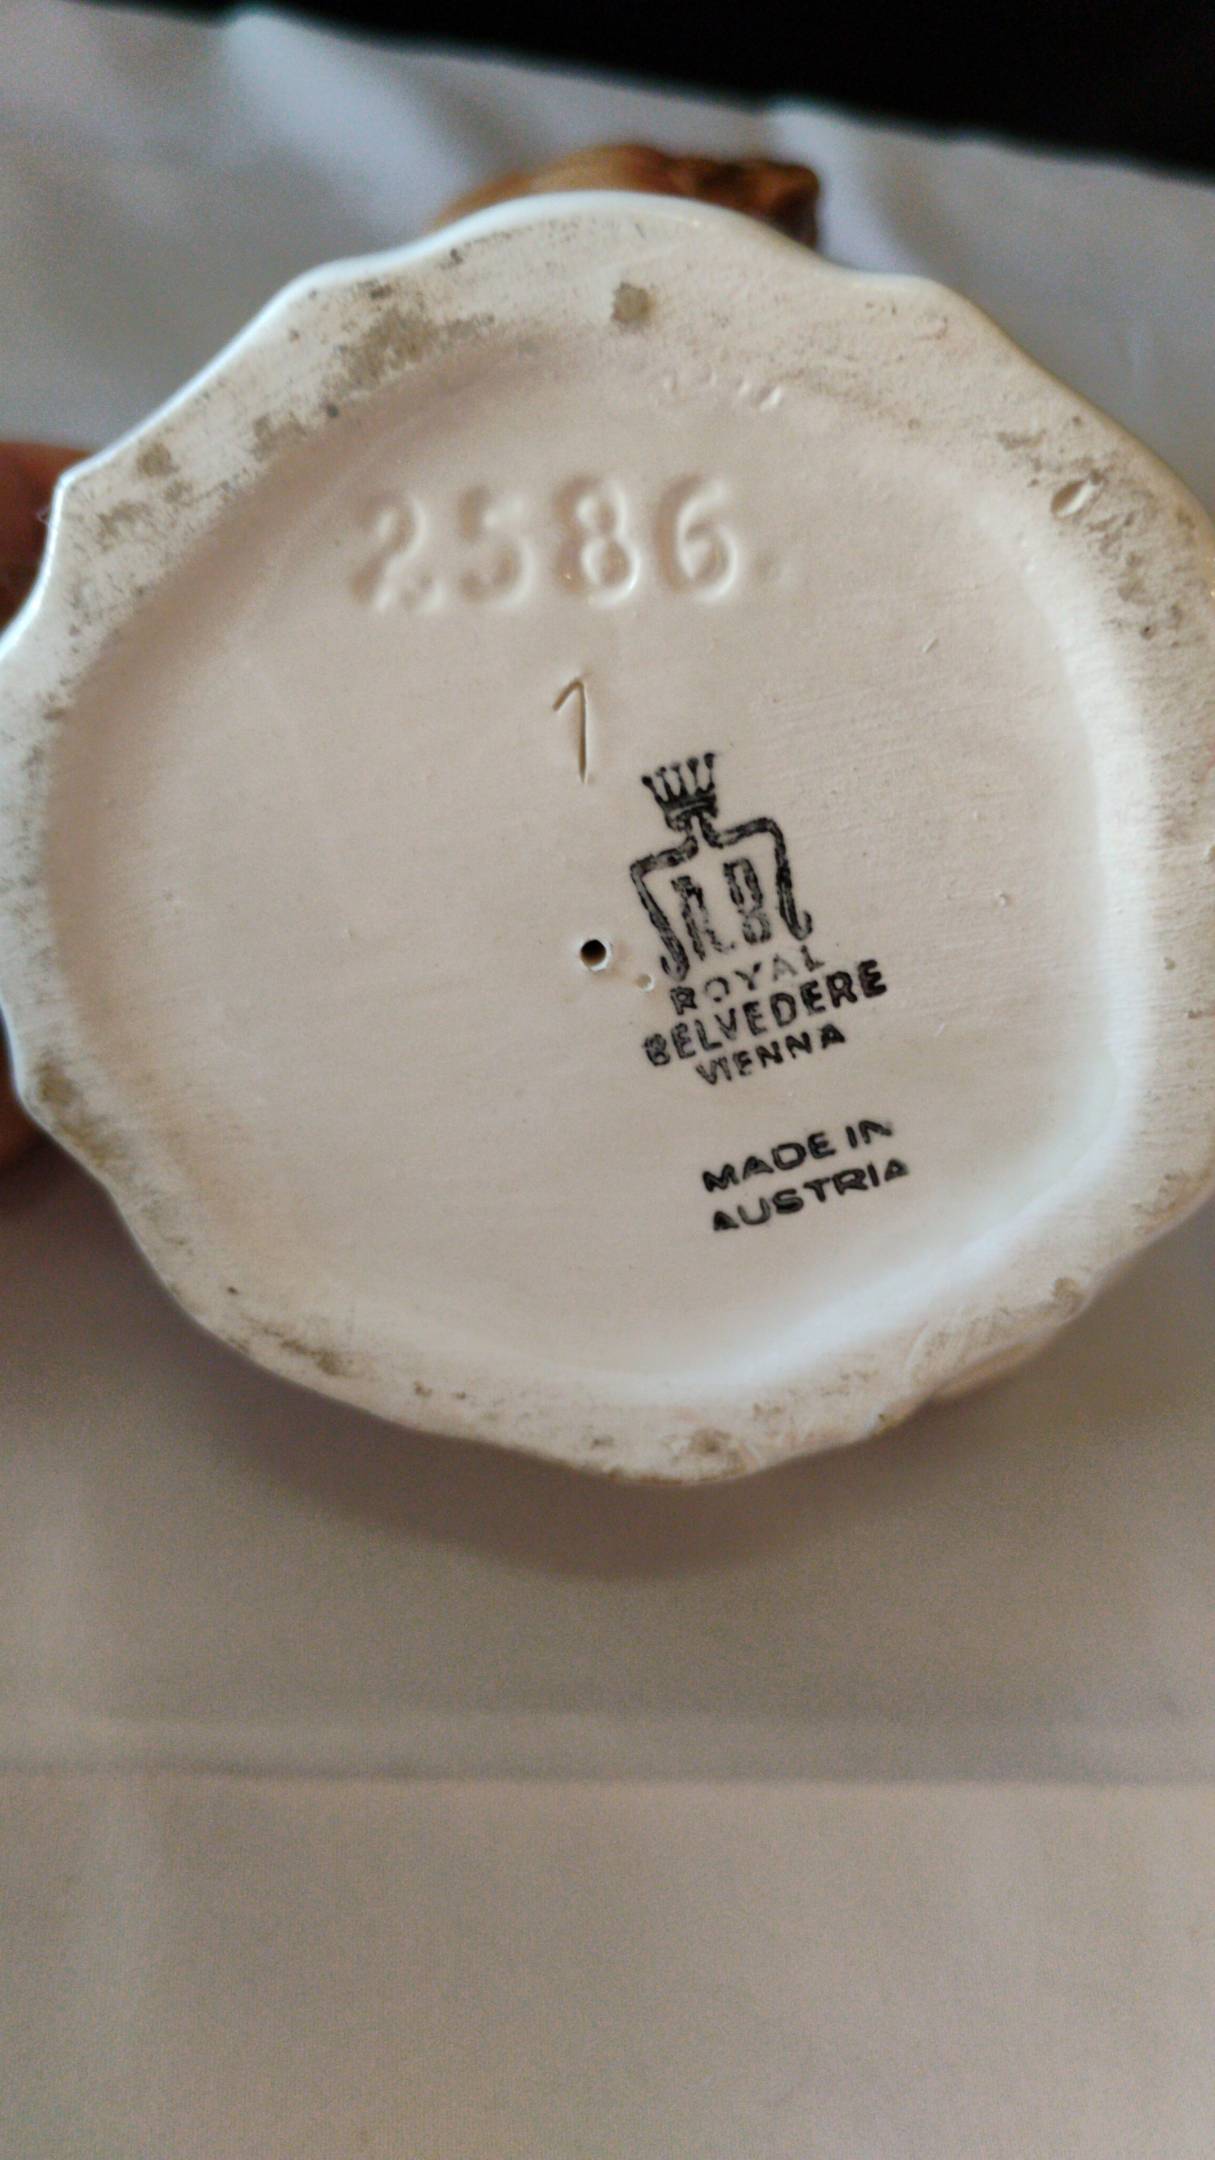 2586
1
RB
ROYAL
BELVEDERE
VIENNA
MADE IN
AUSTRIA